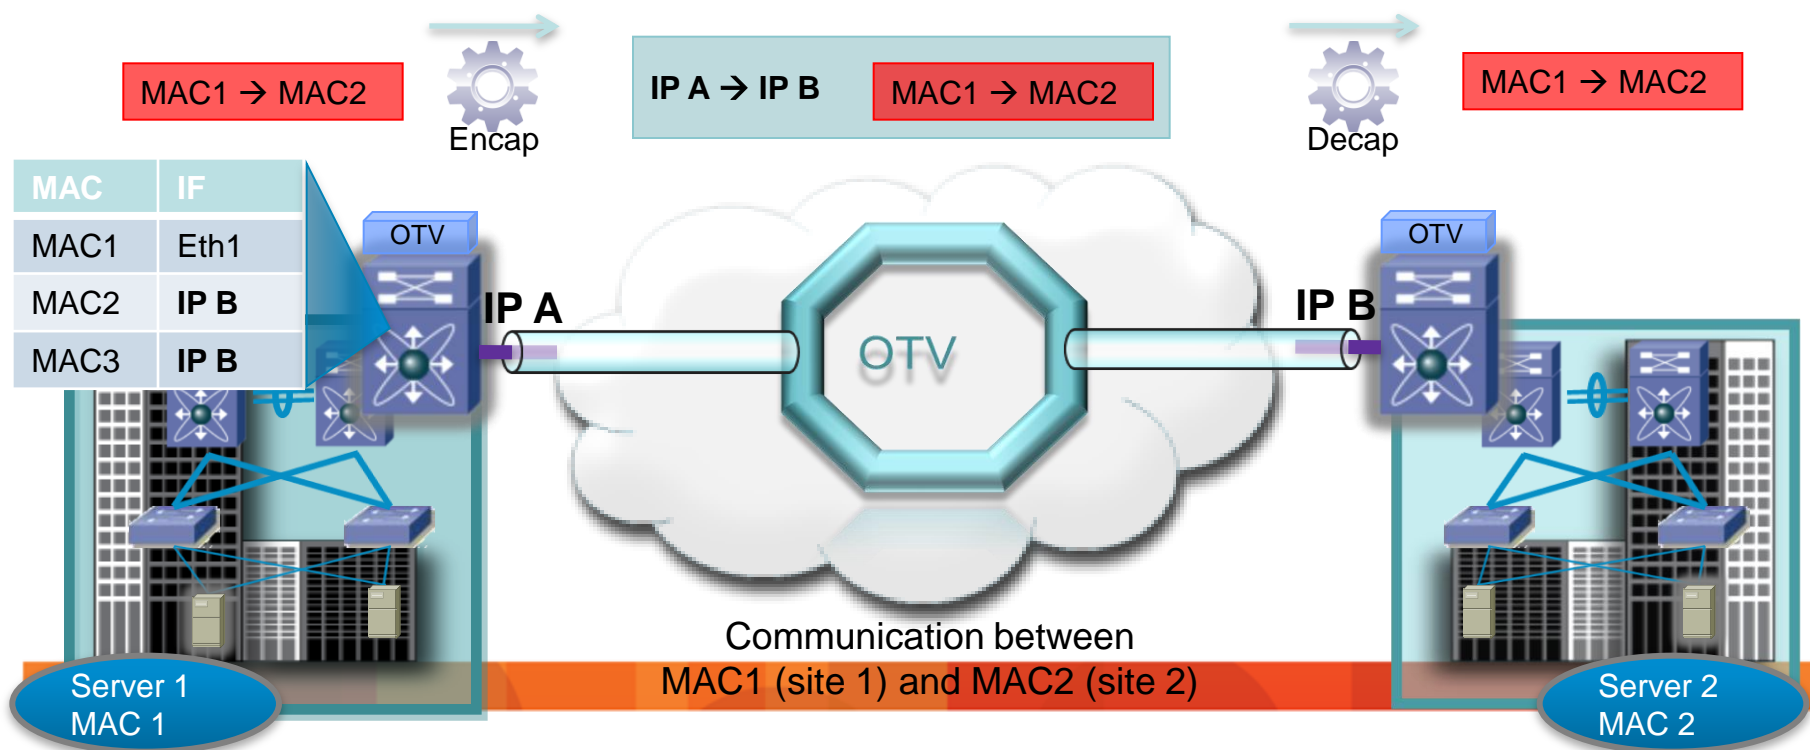 MAC1 → MAC2
Encap
IP A → IP B
MAC1 → MAC2
Decap
MAC1 → MAC2
MAC IF
MAC1 Eth1
MAC2 IP B
MAC3 IP B
OTV
IP A
OTV
IP B
OTV
Communication between
MAC1 (site 1) and MAC2 (site 2)
Server 1
MAC 1
Server 2
MAC 2